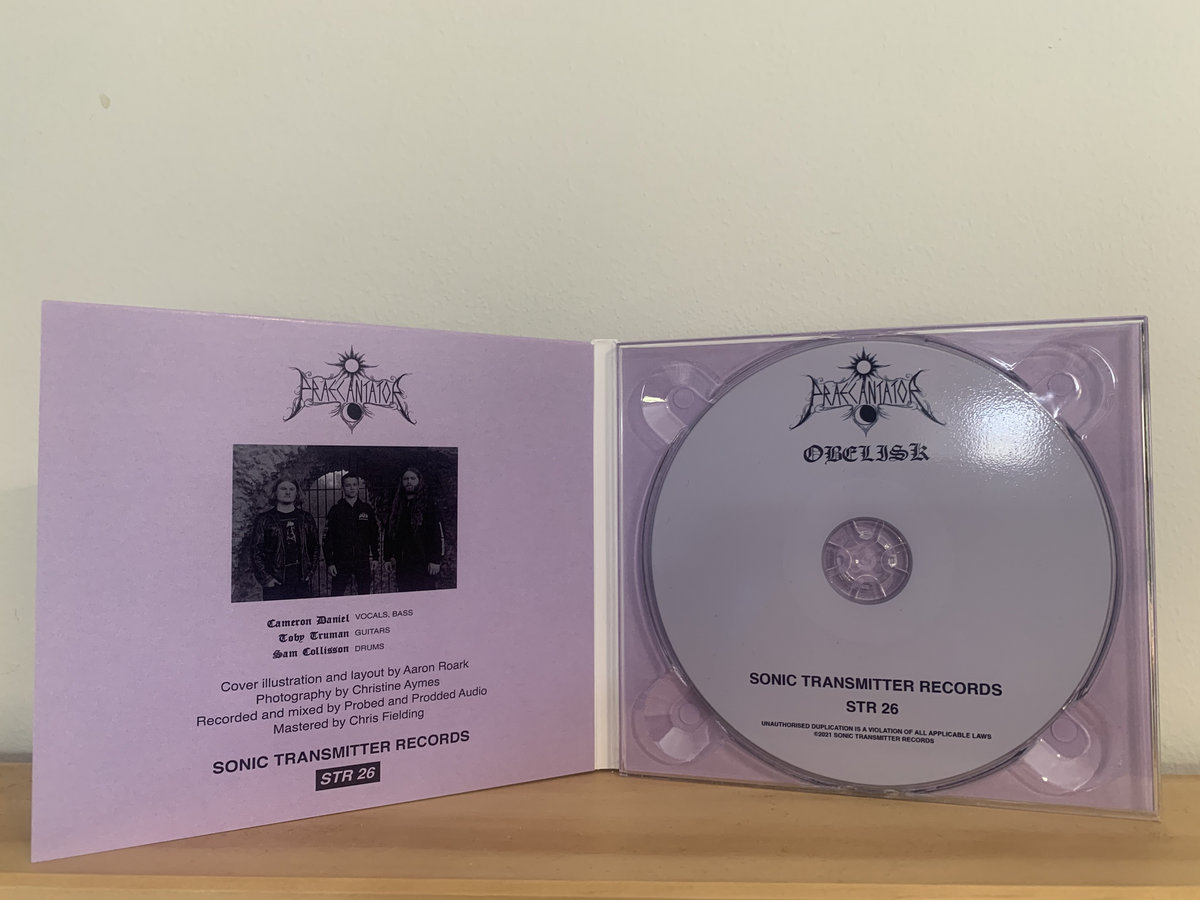 PRAECANTATOR
Cameron Daniel VOCALS, BASS
Toby Truman GUITARS
Sam Collisson DRUMS
Cover illustration and layout by Aaron Roark
Photography by Christine Aymes
Recorded and mixed by Probed and Prodded Audio
Mastered by Chris Fielding
SONIC TRANSMITTER RECORDS
STR 26
PRAECANTATOR
OBELISK
SONIC TRANSMITTER RECORDS
STR 26
UNAUTHORISED DUPLICATION IS A VIOLATION OF ALL APPLICABLE LAWS
©2021 SONIC TRANSMITTER RECORDS